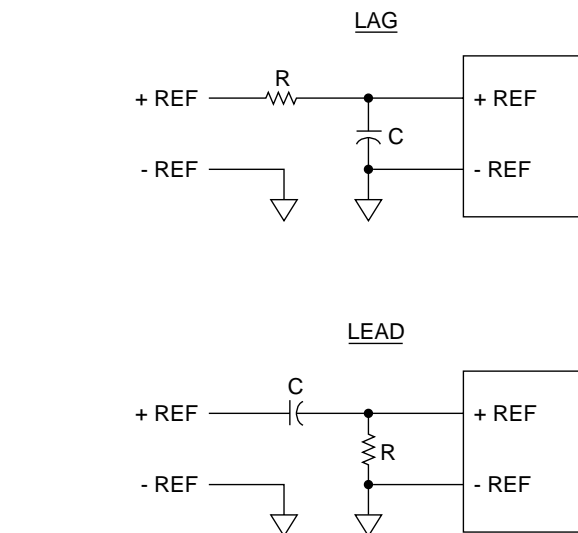 LAG
R
+ REF
+ REF
C
- REF
- REF
LEAD
C
+ REF
+ REF
R
- REF
- REF